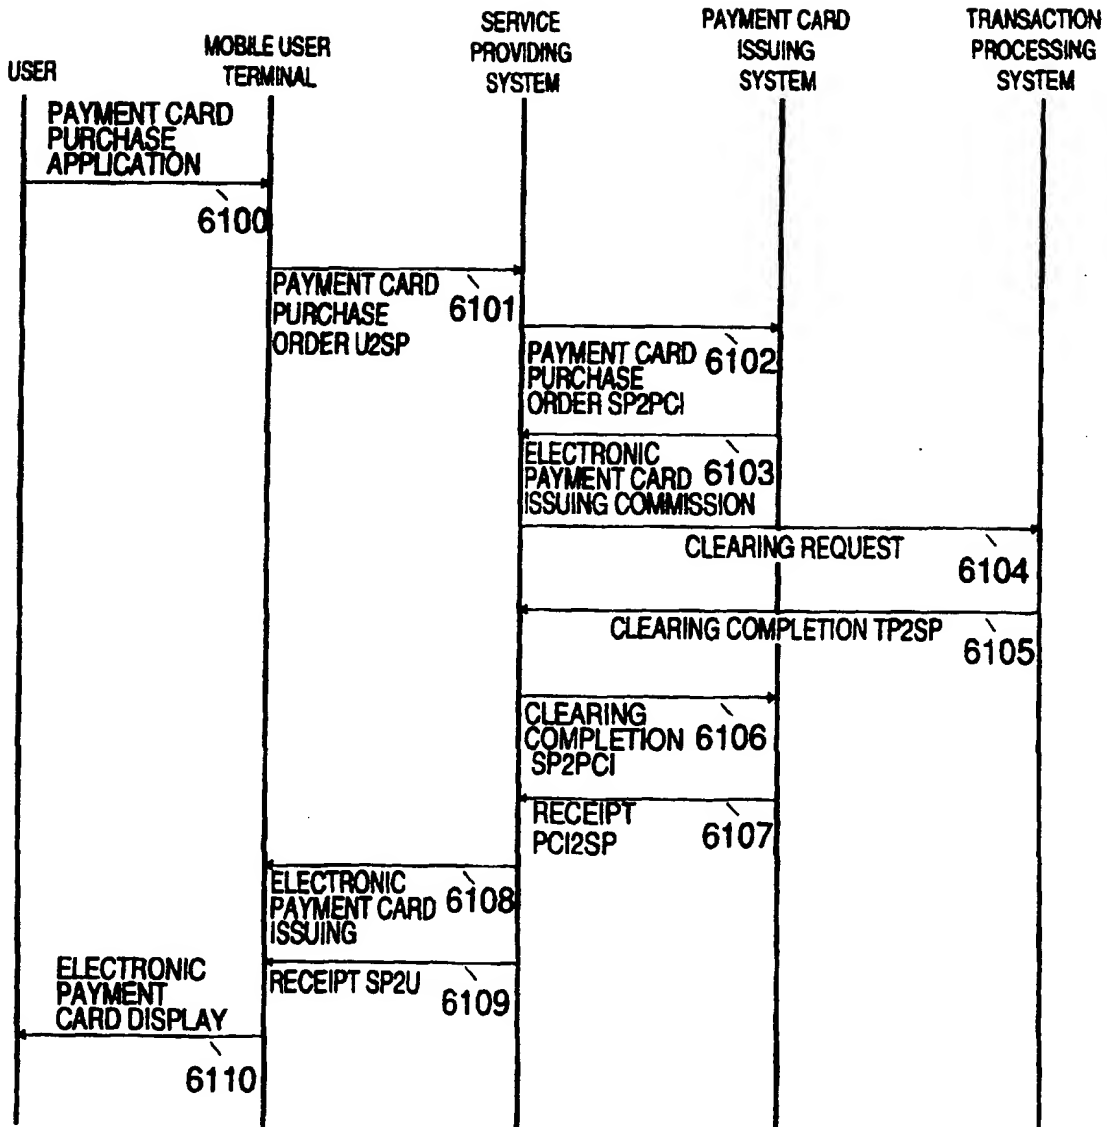 USER
MOBILE USER
TERMINAL
SERVICE
PROVIDING
SYSTEM
PAYMENT CARD
ISSUING
SYSTEM
TRANSACTION
PROCESSING
SYSTEM
PAYMENT CARD
PURCHASE
APPLICATION
6100
PAYMENT CARD
PURCHASE
ORDER U2SP
6101
PAYMENT CARD
PURCHASE
ORDER SP2PCI
6102
ELECTRONIC
PAYMENT CARD
ISSUING COMMISSION
6103
CLEARING REQUEST
6104
CLEARING COMPLETION TP2SP
6105
CLEARING
COMPLETION
SP2PCI
6106
RECEIPT
PCI2SP
6107
ELECTRONIC
PAYMENT CARD
ISSUING
6108
RECEIPT SP2U
6109
ELECTRONIC
PAYMENT
CARD DISPLAY
6110